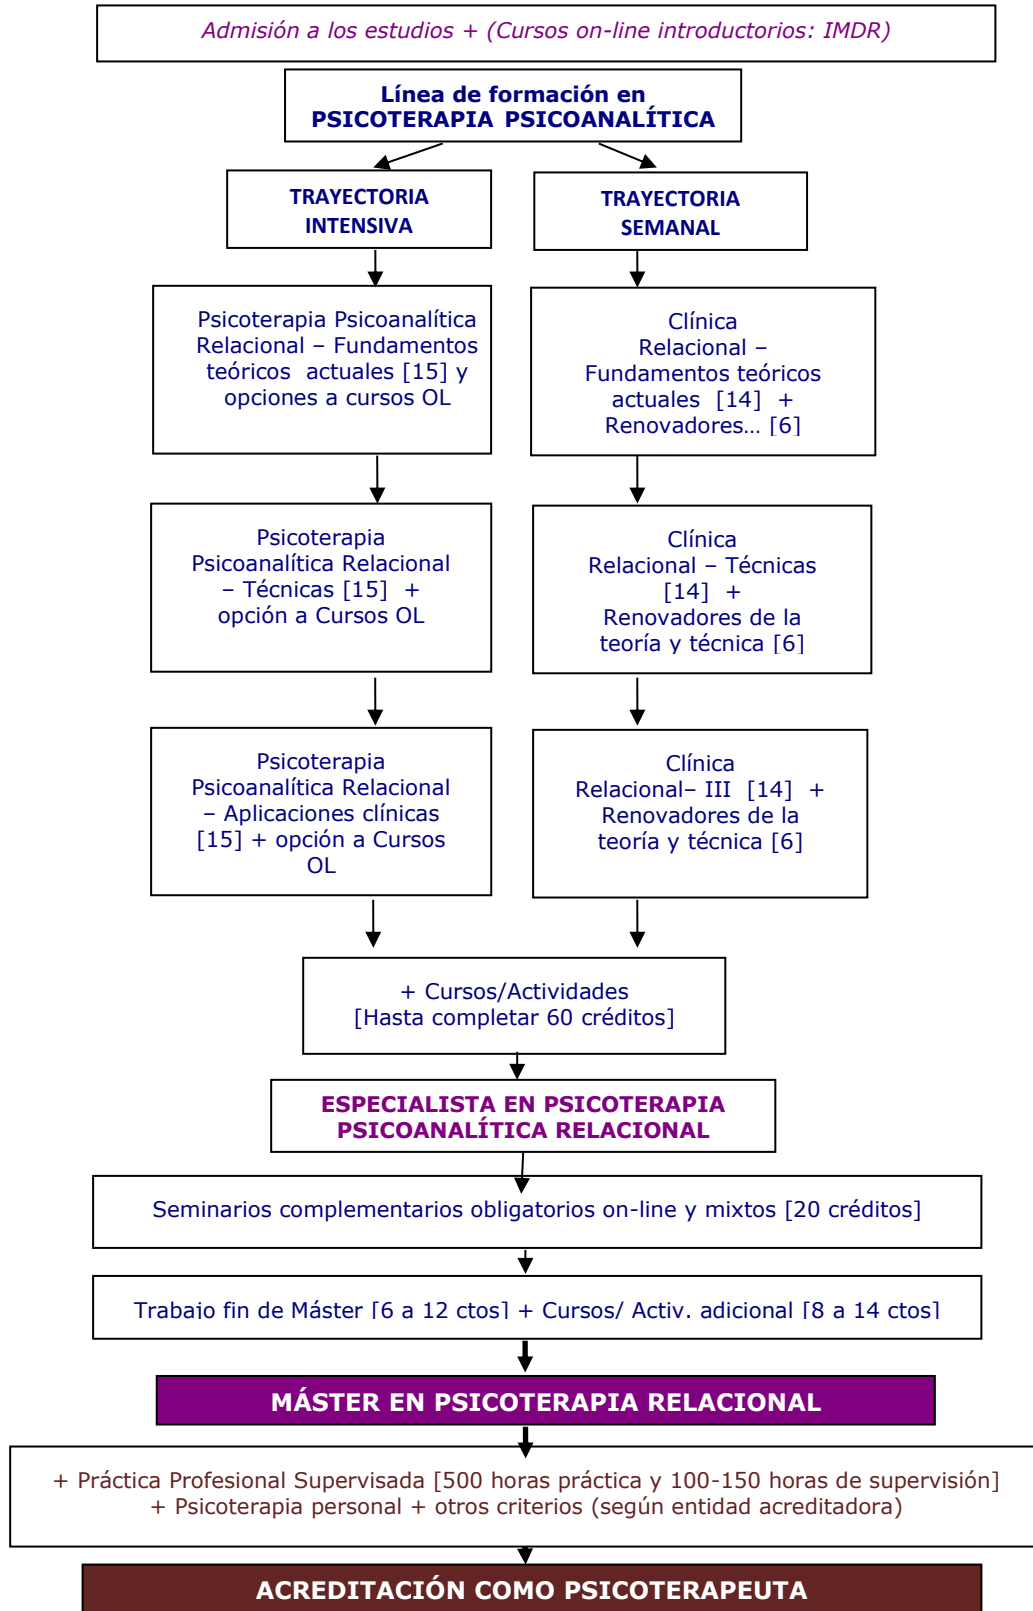 Admisión a los estudios + (Cursos on-line introductorios: IMDR)
Línea de formación en
PSICOTERAPIA PSICOANALÍTICA
TRAYECTORIA
INTENSIVA
TRAYECTORIA
SEMANAL
Psicoterapia Psicoanalítica
Relacional – Fundamentos
teóricos actuales [15] y
opciones a cursos OL
Clínica
Relacional –
Fundamentos teóricos
actuales [14] +
Renovadores… [6]
Psicoterapia
Psicoanalítica Relacional
– Técnicas [15] +
opción a Cursos OL
Clínica
Relacional – Técnicas
[14] +
Renovadores de la
teoría y técnica [6]
Psicoterapia
Psicoanalítica Relacional
– Aplicaciones clínicas
[15] + opción a Cursos
OL
Clínica
Relacional– III [14] +
Renovadores de la
teoría y técnica [6]
+ Cursos/Actividades
[Hasta completar 60 créditos]
ESPECIALISTA EN PSICOTERAPIA
PSICOANALÍTICA RELACIONAL
Seminarios complementarios obligatorios on-line y mixtos [20 créditos]
Trabajo fin de Máster [6 a 12 ctos] + Cursos/ Activ. adicional [8 a 14 ctos]
MÁSTER EN PSICOTERAPIA RELACIONAL
+ Práctica Profesional Supervisada [500 horas práctica y 100-150 horas de supervisión]
+ Psicoterapia personal + otros criterios (según entidad acreditadora)
ACREDITACIÓN COMO PSICOTERAPEUTA